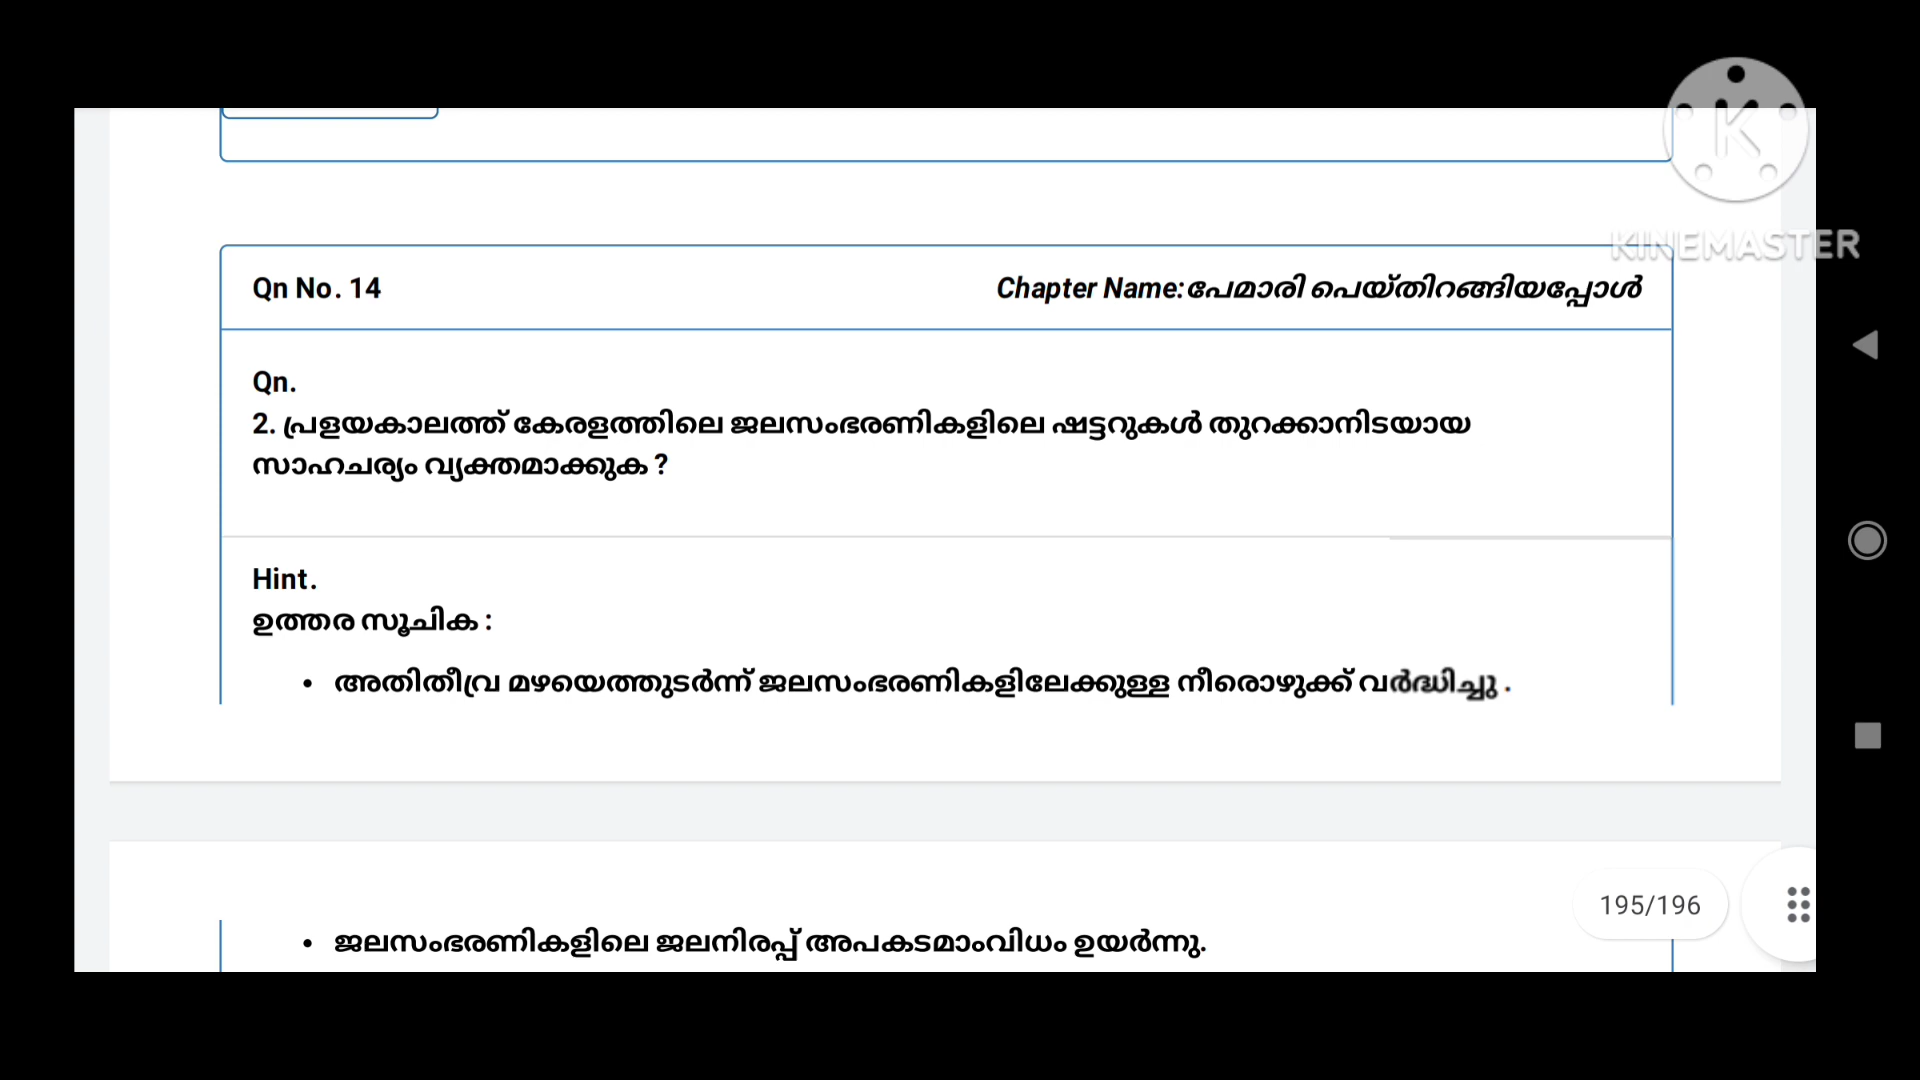 KINEMASTER
Qn No. 14
Chapter Name:പേമാരി പെയ്തിറങ്ങിയപ്പോൾ
Qn.
2. പ്രളയകാലത്ത് കേരളത്തിലെ ജലസംഭരണികളിലെ ഷട്ടറുകൾ തുറക്കാനിടയായ
സാഹചര്യം വ്യക്തമാക്കുക ?
Hint.
ഉത്തര സൂചിക :
• അതിതീവ്ര മഴയെത്തുടർന്ന് ജലസംഭരണികളിലേക്കുള്ള നീരൊഴുക്ക് വർദ്ധിച്ചു .
195/196
• ജലസംഭരണികളിലെ ജലനിരപ്പ് അപകടമാംവിധം ഉയർന്നു.